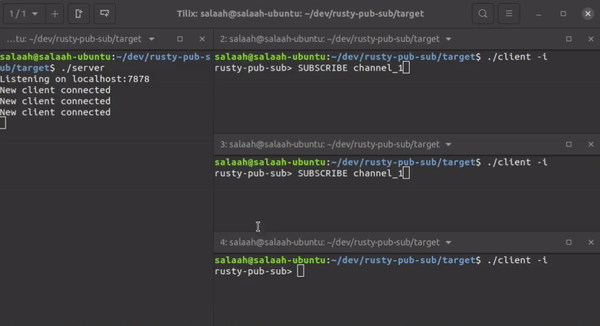 1 / 1
Tilix: salaah@salaah-ubuntu: ~/dev/rusty-pub-sub/target
…tu: ~/dev/rusty-pub-sub/target
salaah@salaah-ubuntu:~/dev/rusty-pub-s
ub/target$ ./server
Listening on localhost:7878
New client connected
New client connected
New client connected
2: salaah@salaah-ubuntu: ~/dev/rusty-pub-sub/target
salaah@salaah-ubuntu:~/dev/rusty-pub-sub/target$ ./client -i
rusty-pub-sub> SUBSCRIBE channel_1
3: salaah@salaah-ubuntu: ~/dev/rusty-pub-sub/target
salaah@salaah-ubuntu:~/dev/rusty-pub-sub/target$ ./client -i
rusty-pub-sub> SUBSCRIBE channel_1
4: salaah@salaah-ubuntu: ~/dev/rusty-pub-sub/target
salaah@salaah-ubuntu:~/dev/rusty-pub-sub/target$ ./client -i
rusty-pub-sub>